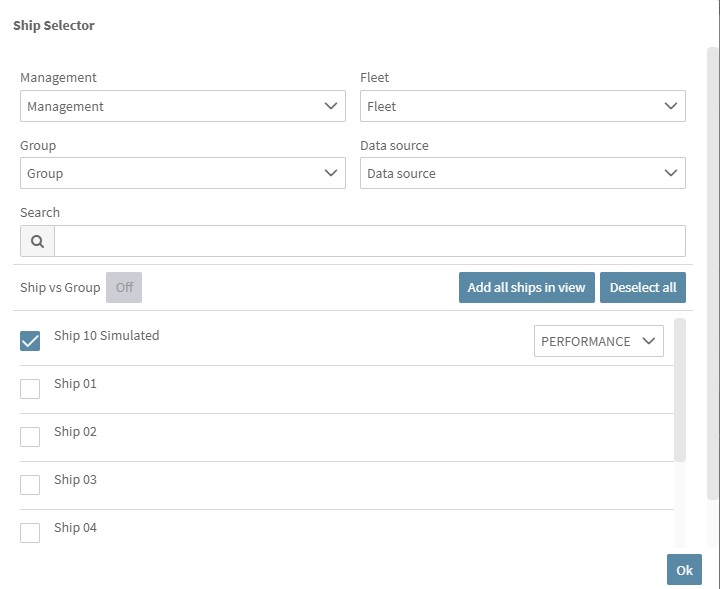 Ship Selector
Management Fleet
Management Fleet
Group Data source
Group Data source
Search
Ship vs Group Off Add all ships in view Deselect all
Ship 10 Simulated PERFORMANCE
Ship 01
Ship 02
Ship 03
Ship 04
Ok